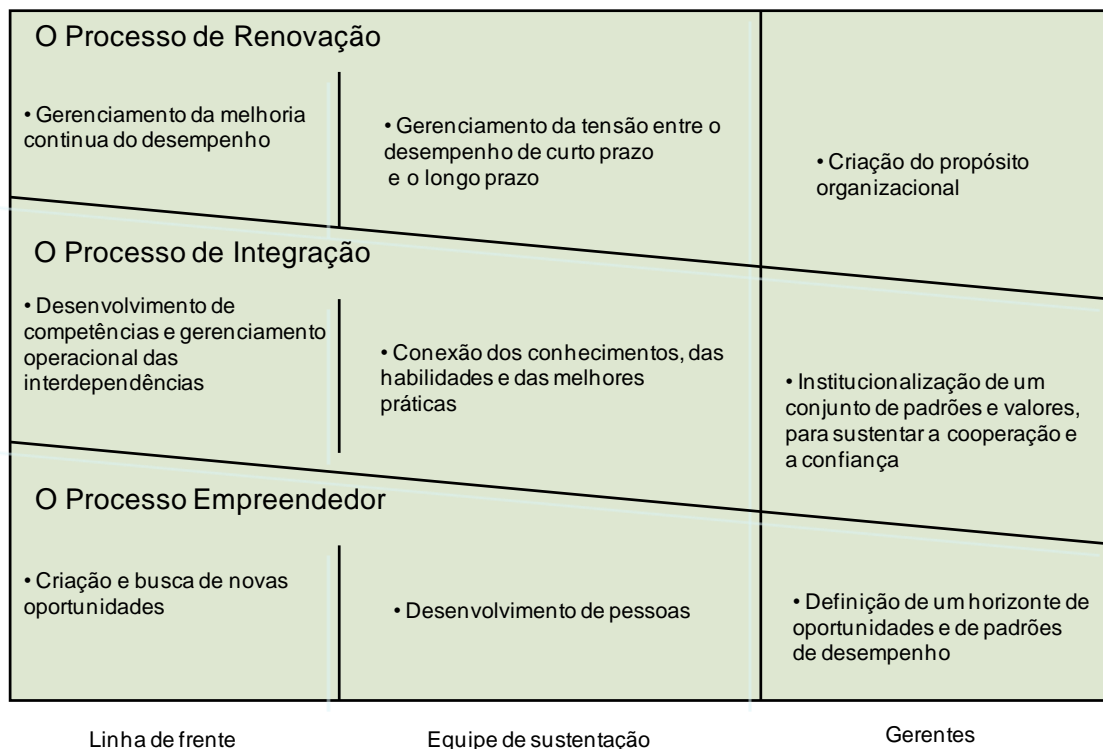 O Processo de Renovação
• Gerenciamento da melhoria
continua do desempenho
• Gerenciamento da tensão entre o
desempenho de curto prazo
e o longo prazo
• Criação do propósito
organizacional
O Processo de Integração
• Desenvolvimento de
competências e gerenciamento
operacional das
interdependências
• Conexão dos conhecimentos, das
habilidades e das melhores
práticas
• Institucionalização de um
conjunto de padrões e valores,
para sustentar a cooperação e
a confiança
O Processo Empreendedor
• Criação e busca de novas
oportunidades
• Desenvolvimento de pessoas
• Definição de um horizonte de
oportunidades e de padrões
de desempenho
Linha de frente
Equipe de sustentação
Gerentes